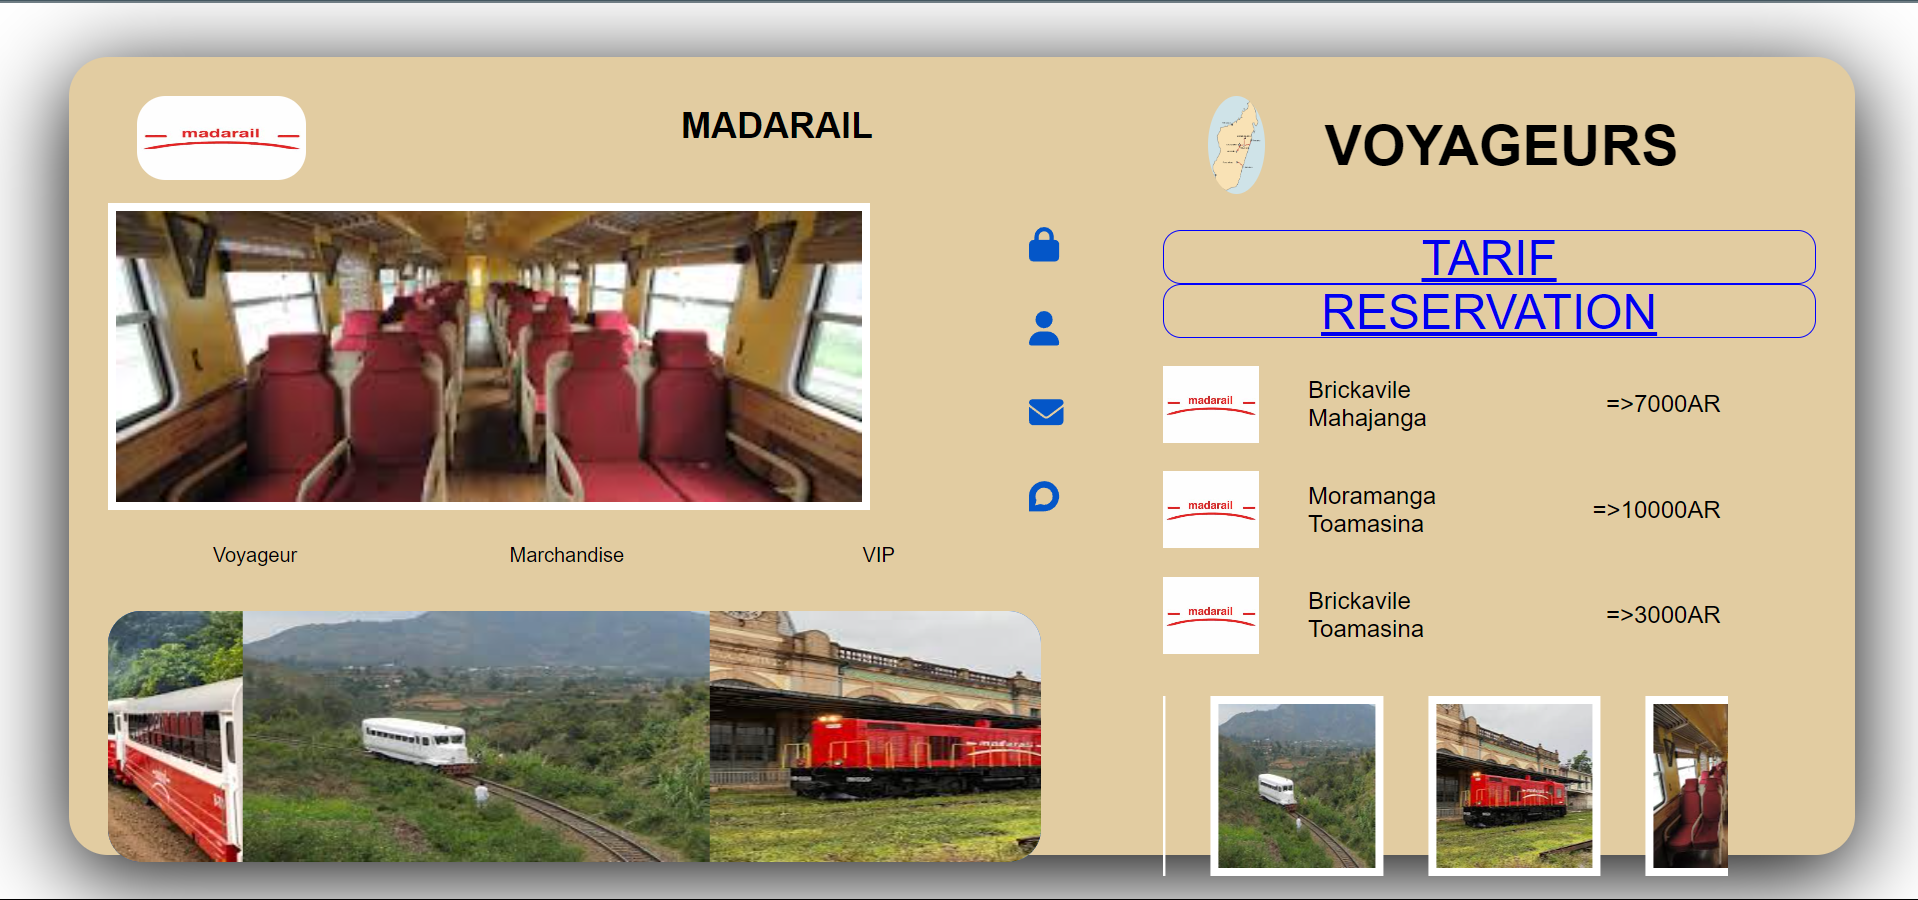 madarail
MADARAIL
VOYAGEURS
TARIF
RESERVATION
madarail
Brickavile
Mahajanga
=>7000AR
madarail
Moramanga
Toamasina
=>10000AR
madarail
Brickavile
Toamasina
=>3000AR
Voyageur
Marchandise
VIP
madarail